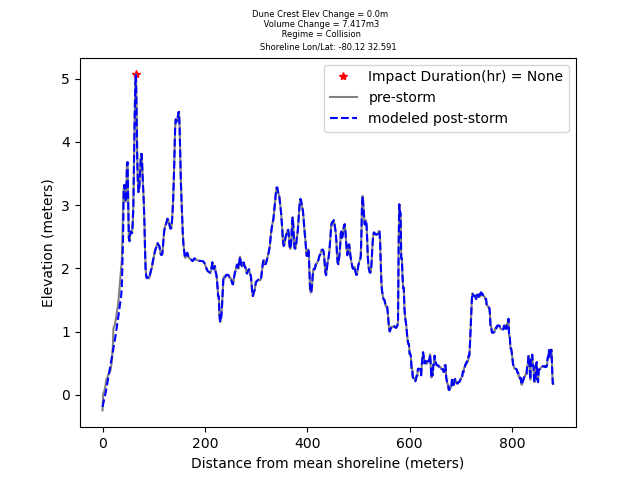 Dune Crest Elev Change = 0.0m
Volume Change = 7.417m3
Regime = Collision
Shoreline Lon/Lat: -80.12 32.591
Impact Duration(hr) = None
pre-storm
modeled post-storm
Elevation (meters)
5
4
3
2
1
0
0 200 400 600 800
Distance from mean shoreline (meters)